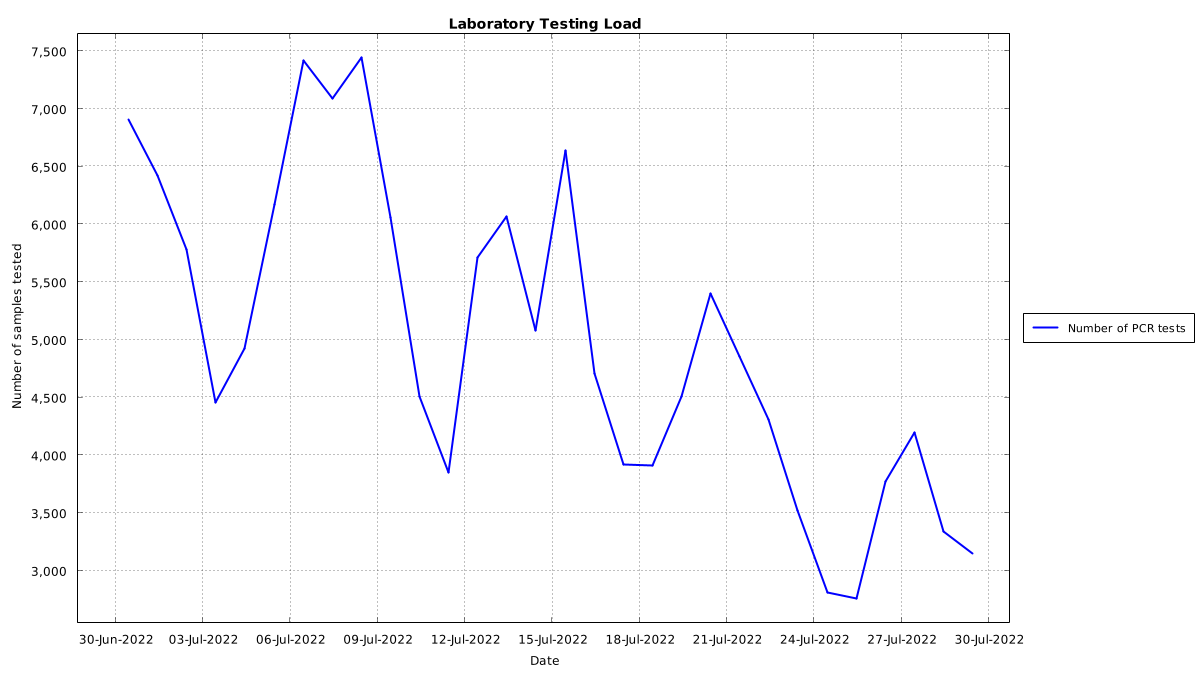 Laboratory Testing Load
7,500
7,000
6,500
6,000
5,500
5,000
4,500
4,000
3,500
3,000
Number of samples tested
30-Jun-2022 03-Jul-2022 06-Jul-2022 09-Jul-2022 12-Jul-2022 15-Jul-2022 18-Jul-2022 21-Jul-2022 24-Jul-2022 27-Jul-2022 30-Jul-2022
Date
Number of PCR tests